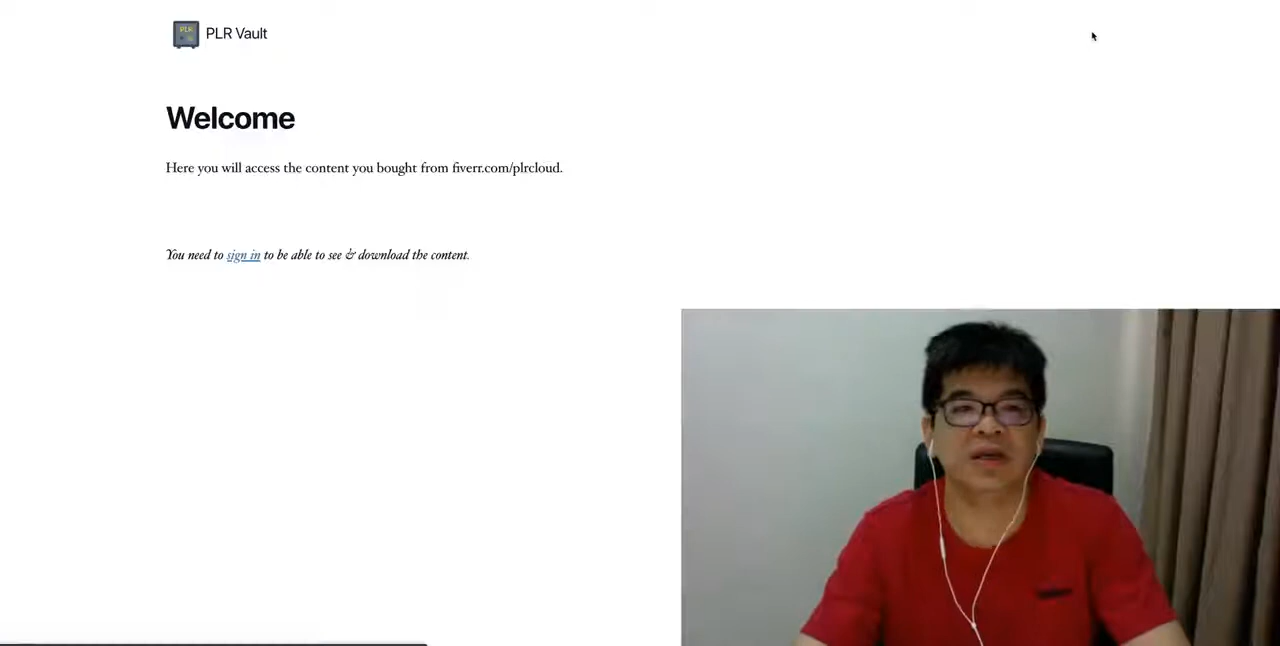 PLR
PLR Vault
Welcome
Here you will access the content you bought from fiverr.com/plrcloud.
You need to sign in to be able to see & download the content.